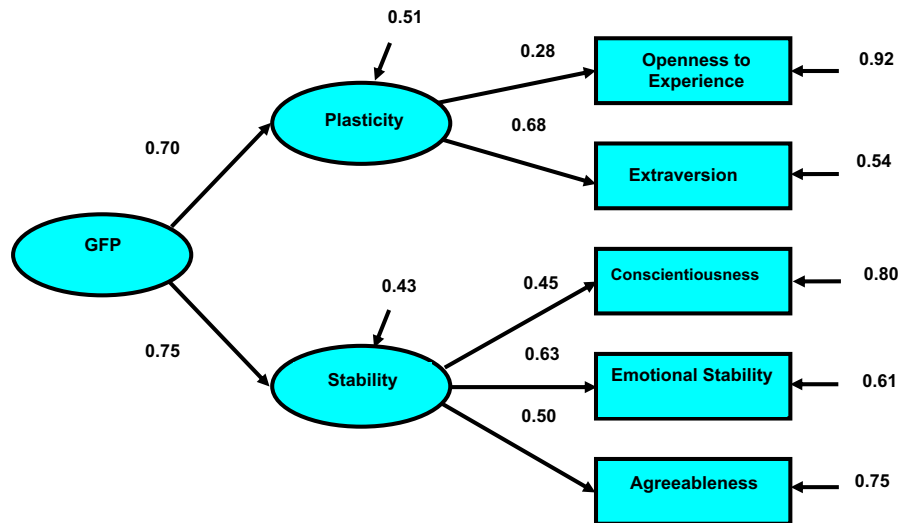 0.51
0.28
Openness to
Experience
0.92
Plasticity
0.70
0.68
Extraversion
0.54
GFP
Conscientiousness
0.80
0.43
0.45
0.75
0.63
Stability
Emotional Stability
0.61
0.50
Agreeableness
0.75